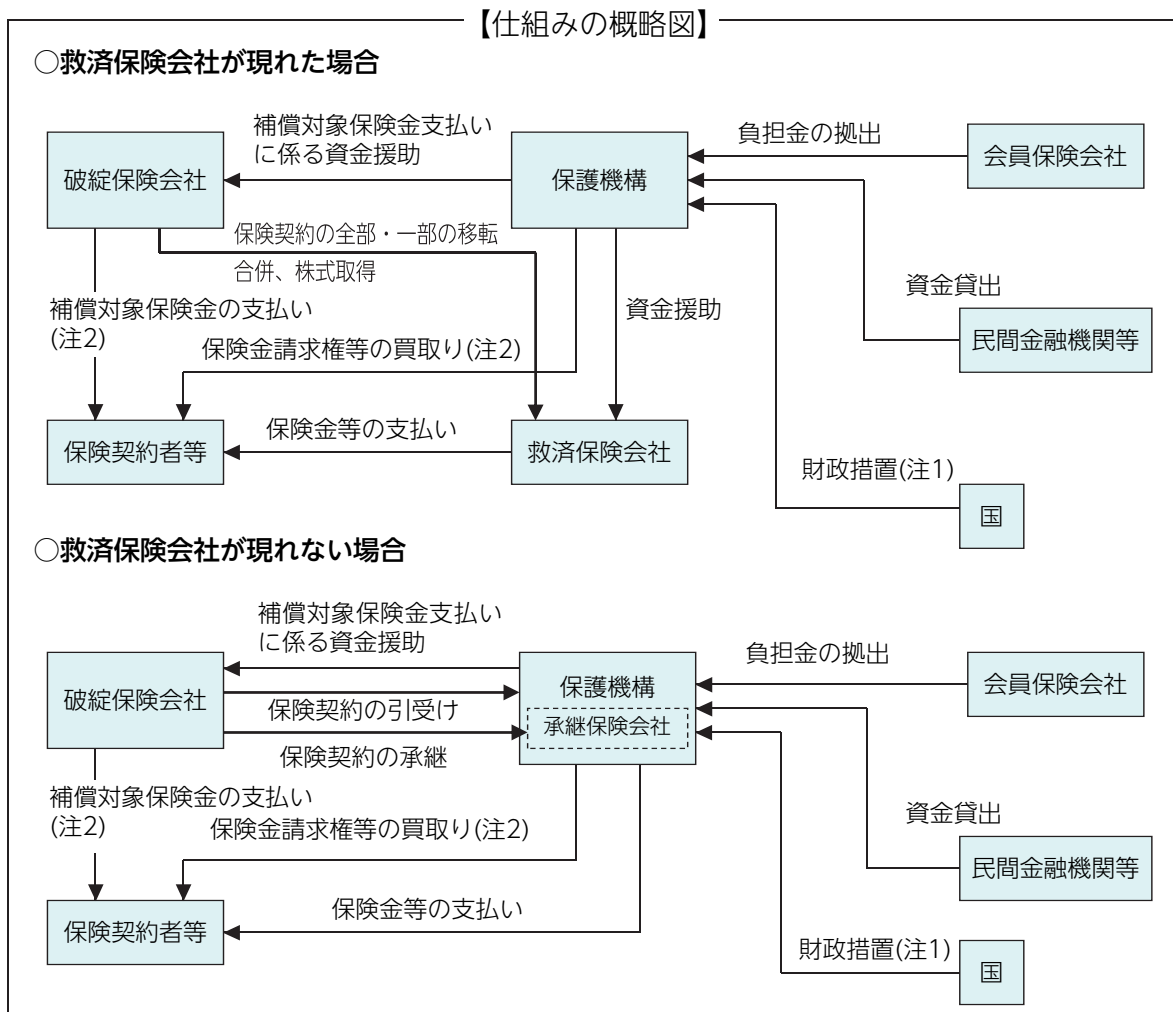 【仕組みの概略図】
○救済保険会社が現れた場合
補償対象保険金支払い
に係る資金援助
負担金の拠出
破綻保険会社
保護機構
会員保険会社
保険契約の全部・一部の移転
合併、株式取得
資金貸出
補償対象保険金の支払い
(注2)
資金援助
保険金請求権等の買取り(注2)
民間金融機関等
保険金等の支払い
保険契約者等
救済保険会社
財政措置(注1)
国
○救済保険会社が現れない場合
補償対象保険金支払い
に係る資金援助
負担金の拠出
破綻保険会社
保護機構
会員保険会社
保険契約の引受け
承継保険会社
保険契約の承継
補償対象保険金の支払い
(注2)
資金貸出
保険金請求権等の買取り(注2)
民間金融機関等
保険金等の支払い
保険契約者等
財政措置(注1)
国